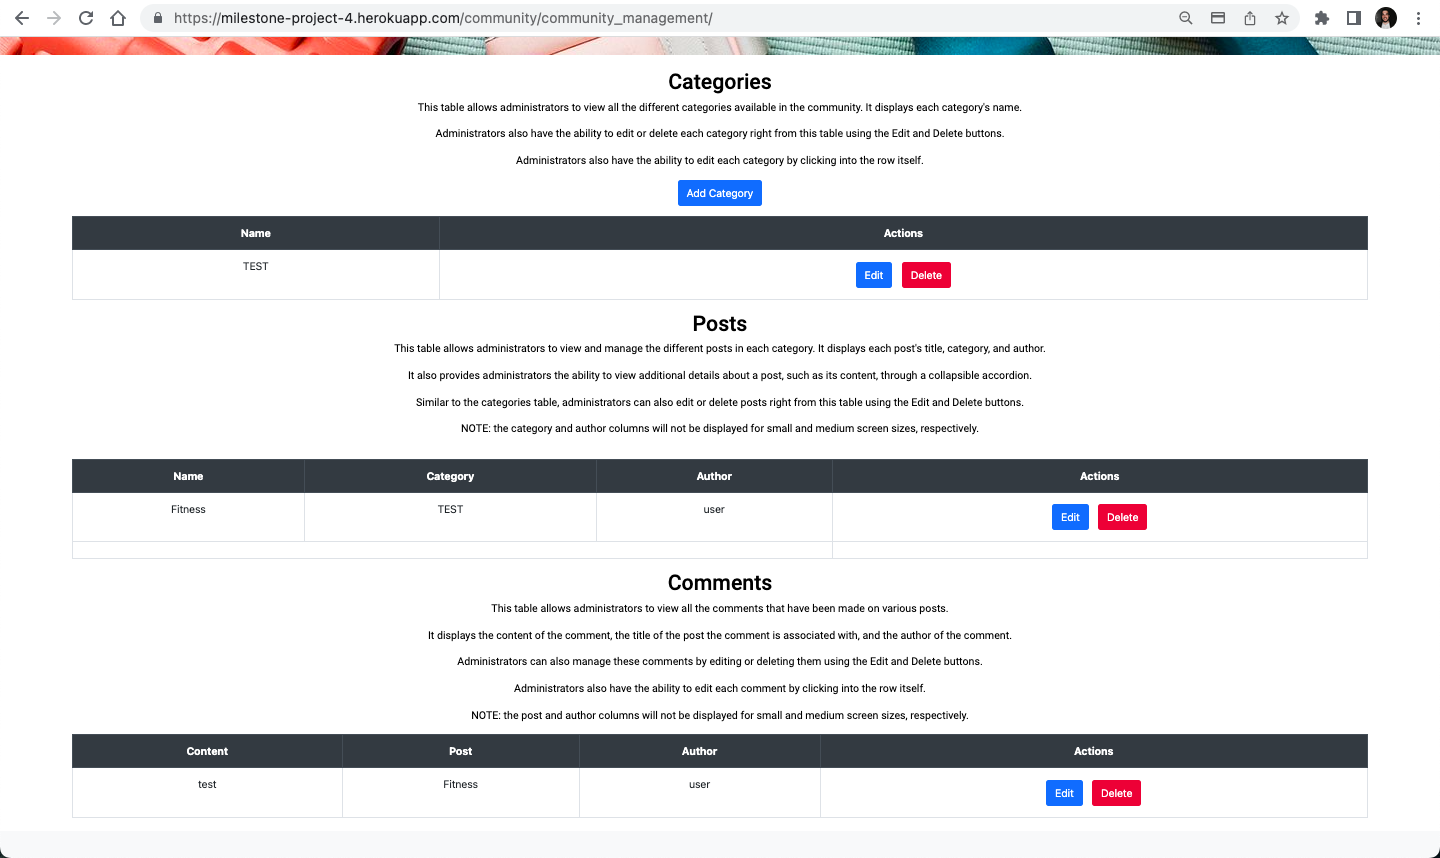 https://milestone-project-4.herokuapp.com/community/community_management/
Categories
This table allows administrators to view all the different categories available in the community. It displays each category's name.
Administrators also have the ability to edit or delete each category right from this table using the Edit and Delete buttons.
Administrators also have the ability to edit each category by clicking into the row itself.
Add Category
Name Actions
TEST Edit Delete
Posts
This table allows administrators to view and manage the different posts in each category. It displays each post's title, category, and author.
It also provides administrators the ability to view additional details about a post, such as its content, through a collapsible accordion.
Similar to the categories table, administrators can also edit or delete posts right from this table using the Edit and Delete buttons.
NOTE: the category and author columns will not be displayed for small and medium screen sizes, respectively.
Name Category Author Actions
Fitness TEST user Edit Delete
Comments
This table allows administrators to view all the comments that have been made on various posts.
It displays the content of the comment, the title of the post the comment is associated with, and the author of the comment.
Administrators can also manage these comments by editing or deleting them using the Edit and Delete buttons.
Administrators also have the ability to edit each comment by clicking into the row itself.
NOTE: the post and author columns will not be displayed for small and medium screen sizes, respectively.
Content Post Author Actions
test Fitness user Edit Delete